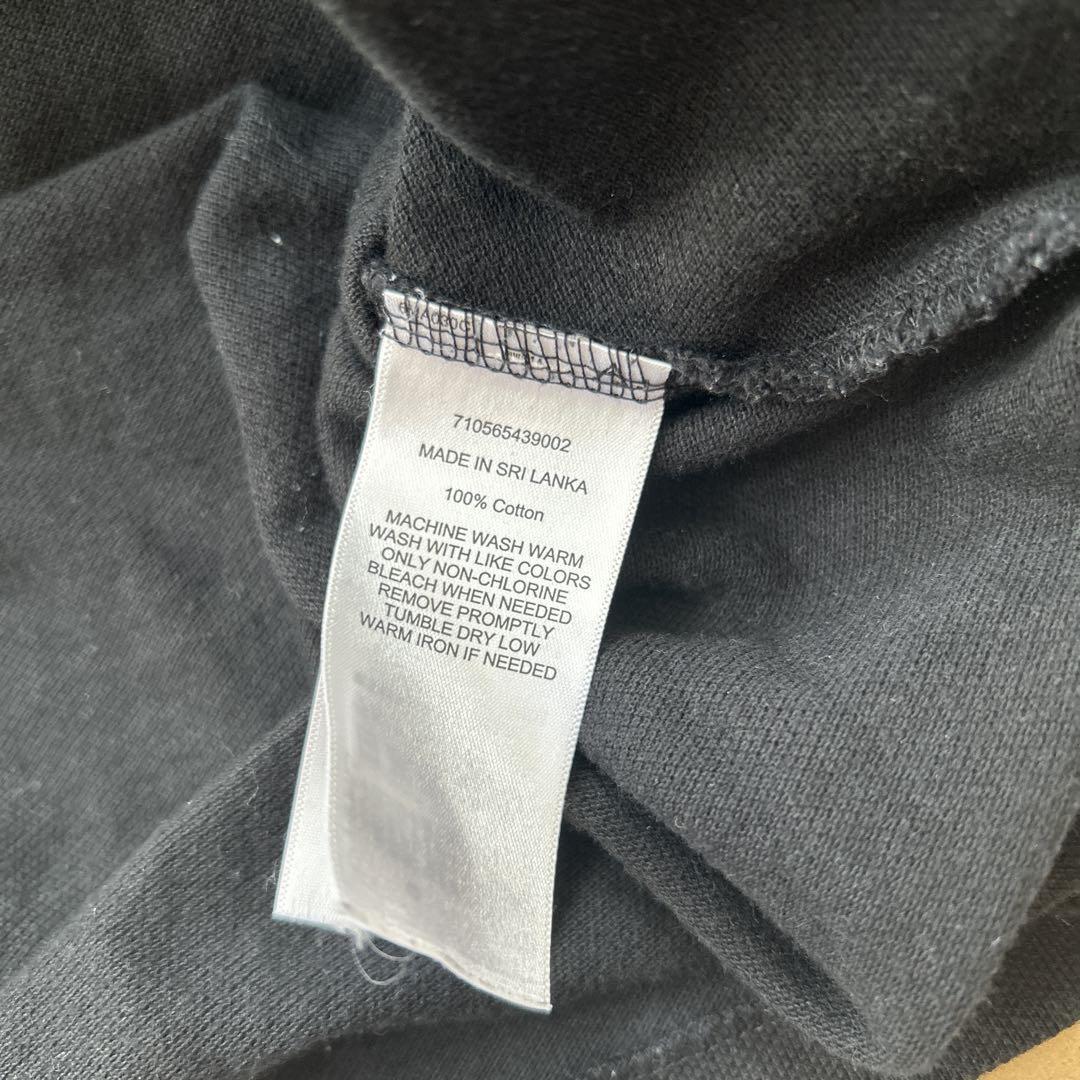 710565439002
MADE IN SRI LANKA
100% Cotton
MACHINE WASH WARM
WASH WITH LIKE COLORS
ONLY NON-CHLORINE
BLEACH WHEN NEEDED
REMOVE PROMPTLY
TUMBLE DRY LOW
WARM IRON IF NEEDED